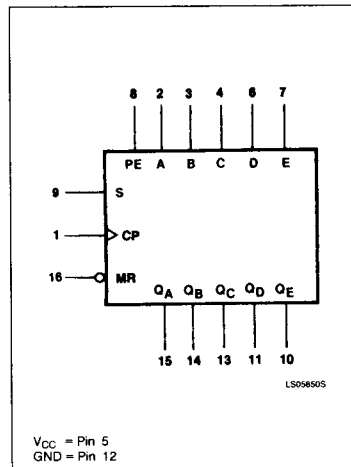 8 2 3 4 6 7
PE A B C D E
9 S
1 CP
16 MR
QA QB QC QD QE
15 14 13 11 10
LS05850S
VCC = Pin 5
GND = Pin 12